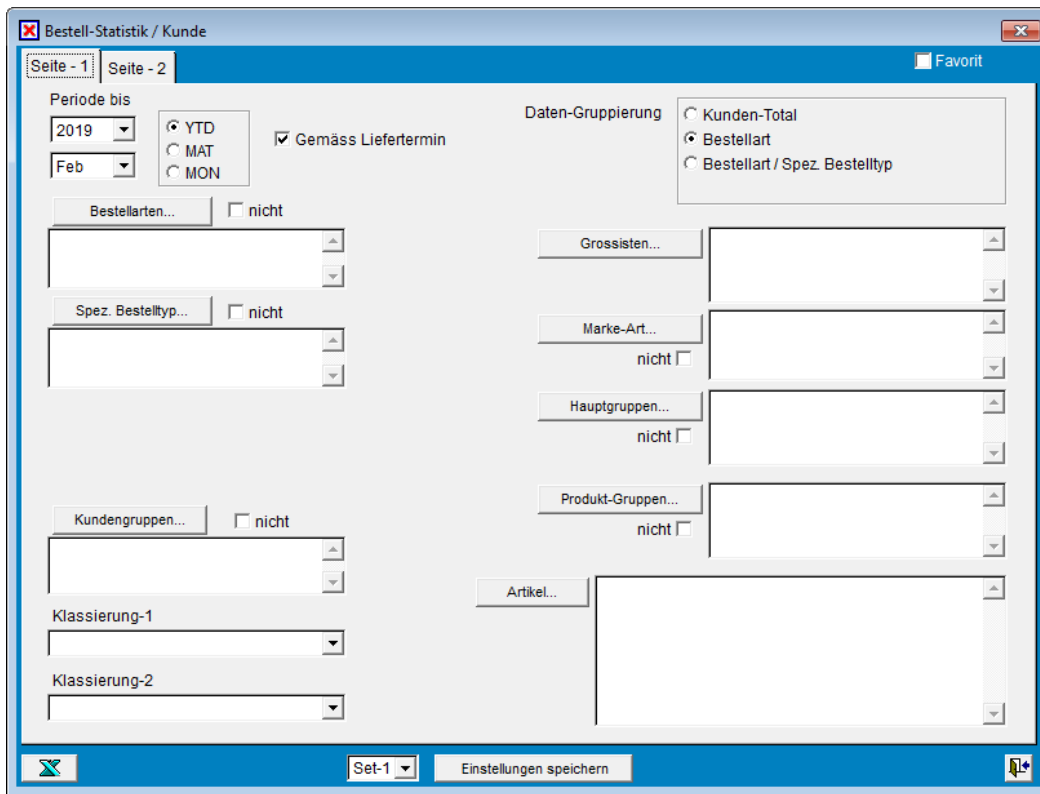 Bestell-Statistik / Kunde
Seite - 1
Seite - 2
Favorit
Periode bis
2019
Feb
YTD
MAT
MON
Gemäss Liefertermin
Daten-Gruppierung
Kunden-Total
Bestellart
Bestellart / Spez. Bestelltyp
Bestellarten...
nicht
Spez. Bestelltyp...
nicht
Grossisten...
Marke-Art...
nicht
Hauptgruppen...
nicht
Produkt-Gruppen...
nicht
Kundengruppen...
nicht
Artikel...
Klassierung-1
Klassierung-2
Set-1
Einstellungen speichern